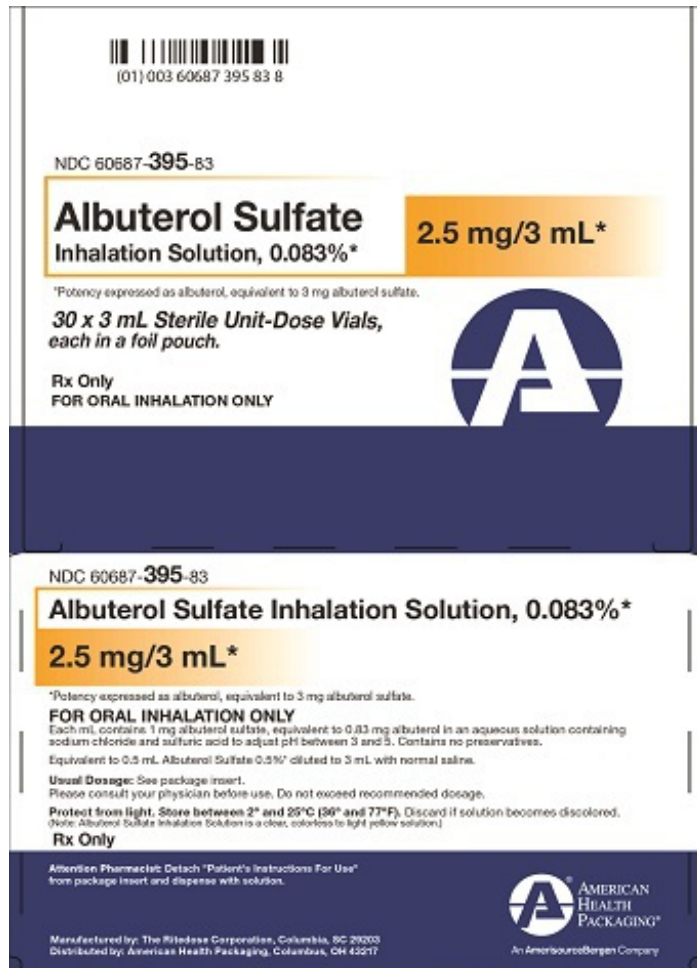 (01) 003 60687 395 83 8
NDC 60687-395-83
Albuterol Sulfate
Inhalation Solution, 0.083%*
2.5 mg/3 mL*
*Potency expressed as albuterol, equivalent to 3 mg albuterol sulfate.
30 x 3 mL Sterile Unit-Dose Vials,
each in a foil pouch.
Rx Only
FOR ORAL INHALATION ONLY
A
NDC 60687-395-83
Albuterol Sulfate Inhalation Solution, 0.083%*
2.5 mg/3 mL*
*Potency expressed as albuterol, equivalent to 3 mg albuterol sulfate.
FOR ORAL INHALATION ONLY
Each mL contains 1 mg albuterol sulfate, equivalent to 0.83 mg albuterol in an aqueous solution containing
sodium chloride and sulfuric acid to adjust pH between 3 and 5. Contains no preservatives.
Equivalent to 0.5 mL Albuterol Sulfate 0.5%* diluted to 3 mL with normal saline.
Usual Dosage: See package insert.
Please consult your physician before use. Do not exceed recommended dosage.
Protect from light. Store between 2° and 25°C (36° and 77°F). Discard if solution becomes discolored.
(Note: Albuterol Sulfate Inhalation Solution is a clear, colorless to light yellow solution.)
Rx Only
Attention Pharmacist: Detach "Patient's Instructions For Use"
from package insert and dispense with solution.
A®
AMERICAN
HEALTH
PACKAGING®
Manufactured by: The Ritedose Corporation, Columbia, SC 29203
Distributed by: American Health Packaging, Columbus, OH 43217
An AmerisourceBergen Company